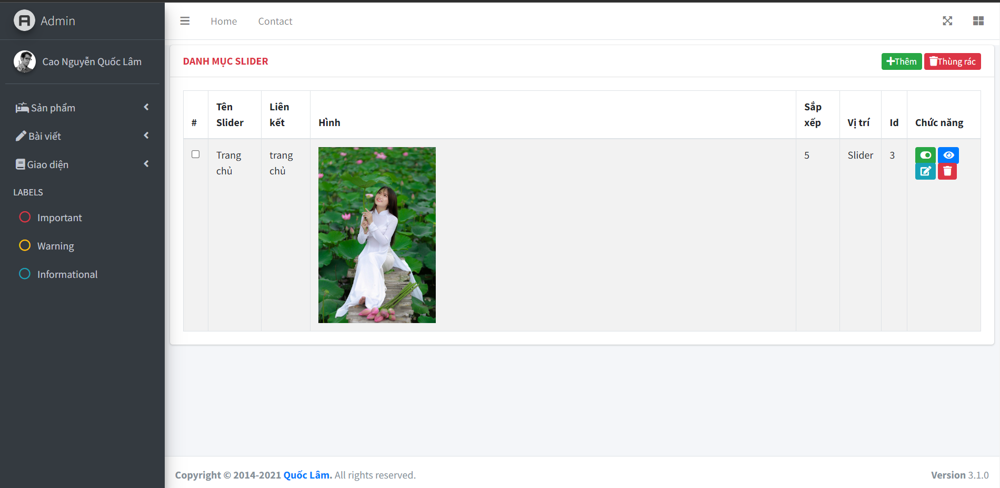 Admin
Home Contact
Cao Nguyễn Quốc Lâm
Sản phẩm
Bài viết
Giao diện
LABELS
Important
Warning
Informational
DANH MỤC SLIDER
Thêm Thùng rác
# Tên Slider Liên kết Hình Sắp xếp Vị trí Id Chức năng
Trang chủ trang chủ 5 Slider 3
Copyright © 2014-2021 Quốc Lâm. All rights reserved.
Version 3.1.0